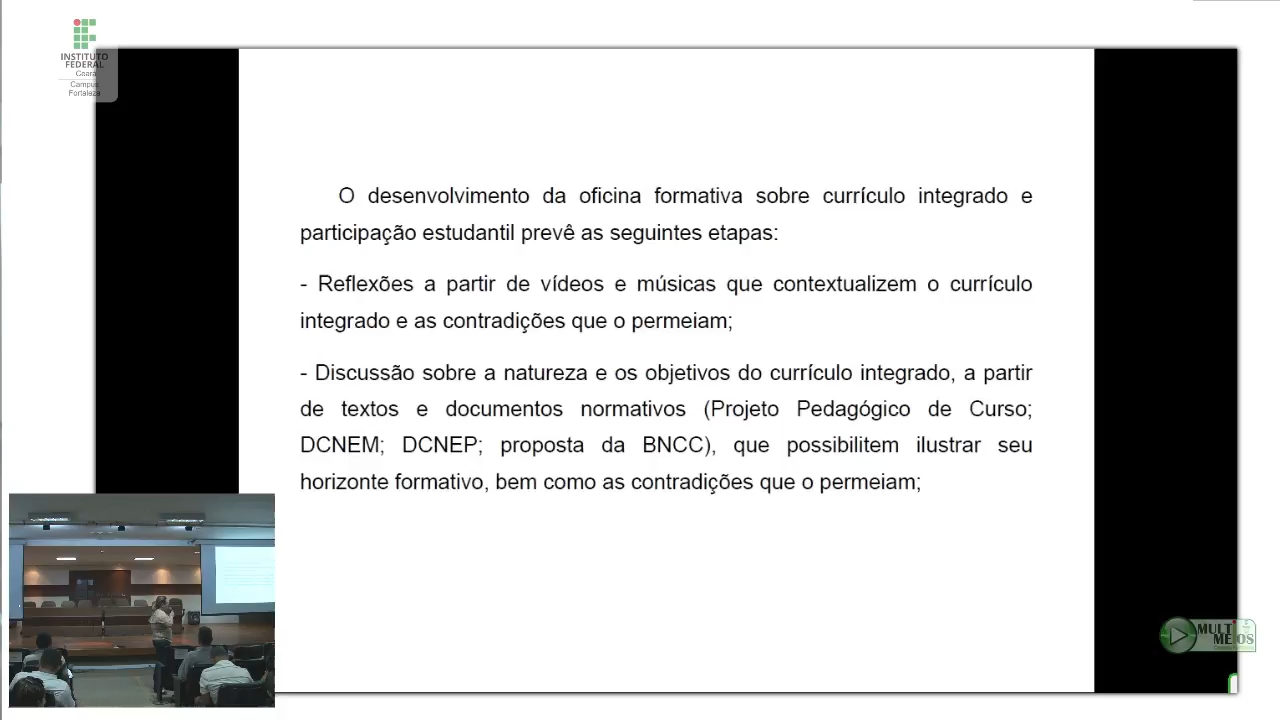 INSTITUTO
FEDERAL
Ceará
Campus
Fortaleza
O desenvolvimento da oficina formativa sobre currículo integrado e
participação estudantil prevê as seguintes etapas:
- Reflexões a partir de vídeos e músicas que contextualizem o currículo
integrado e as contradições que o permeiam;
- Discussão sobre a natureza e os objetivos do currículo integrado, a partir
de textos e documentos normativos (Projeto Pedagógico de Curso;
DCNEM; DCNEP; proposta da BNCC), que possibilitem ilustrar seu
horizonte formativo, bem como as contradições que o permeiam;
MULT
MEIOS